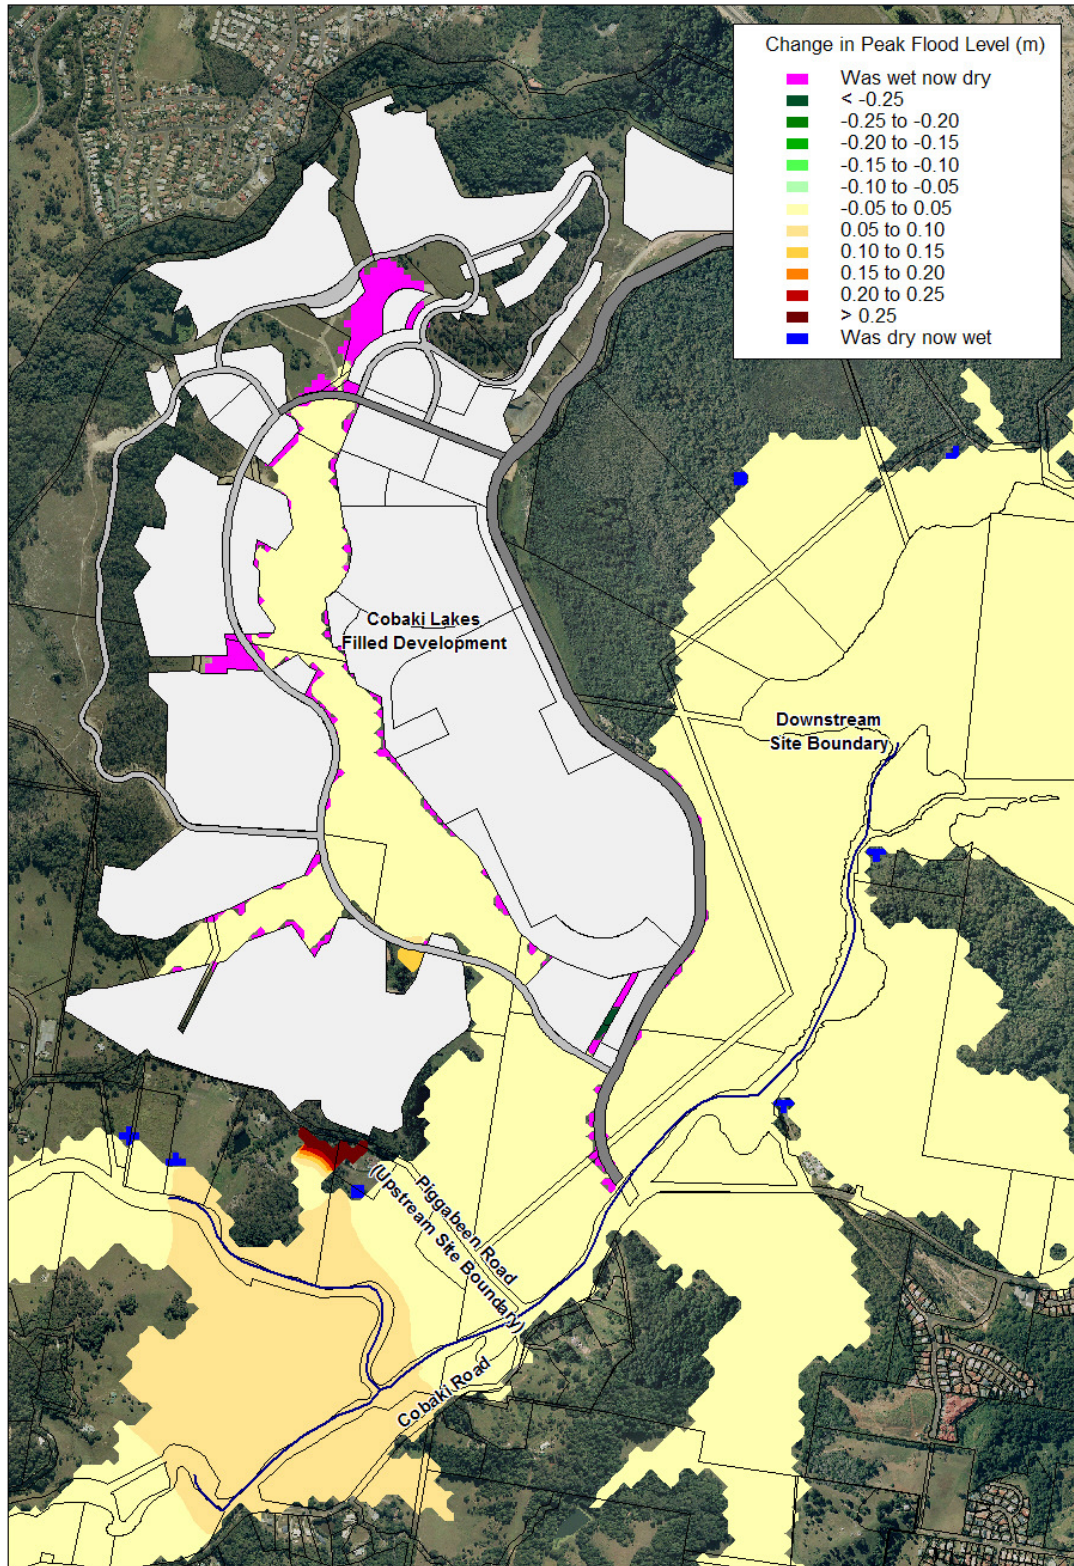 Change in Peak Flood Level (m)
Was wet now dry
< -0.25
-0.25 to -0.20
-0.20 to -0.15
-0.15 to -0.10
-0.10 to -0.05
-0.05 to 0.05
0.05 to 0.10
0.10 to 0.15
0.15 to 0.20
0.20 to 0.25
> 0.25
Was dry now wet
Cobaki Lakes
Filled Development
Downstream
Site Boundary
Piggabeen Road
(Upstream Site Boundary)
Cobaki Road